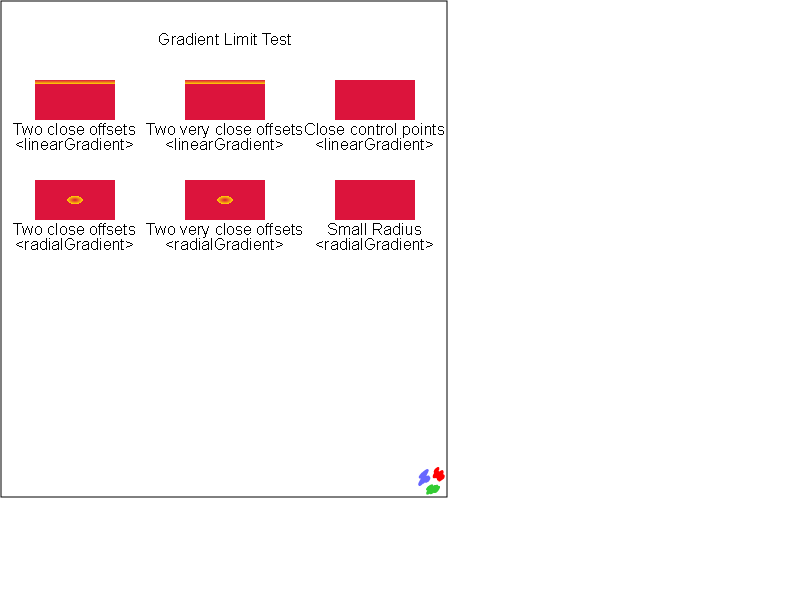 Gradient Limit Test
Two close offsets
<linearGradient>
Two very close offsets
<linearGradient>
Close control points
<linearGradient>
Two close offsets
<radialGradient>
Two very close offsets
<radialGradient>
Small Radius
<radialGradient>